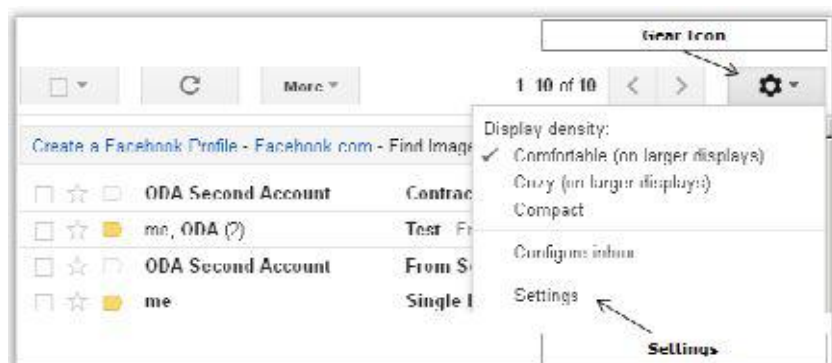 Gear Icon
More
1 10 of 10
Display density:
Create a Facebook Profile - Facebook.com - Find Image
Comfortable (on larger displays)
Cozy (on larger displays)
Compact
ODA Second Account Contrac
me, ODA (2) Test
ODA Second Account From Se
Configure inbox
me Single
Settings
Settings